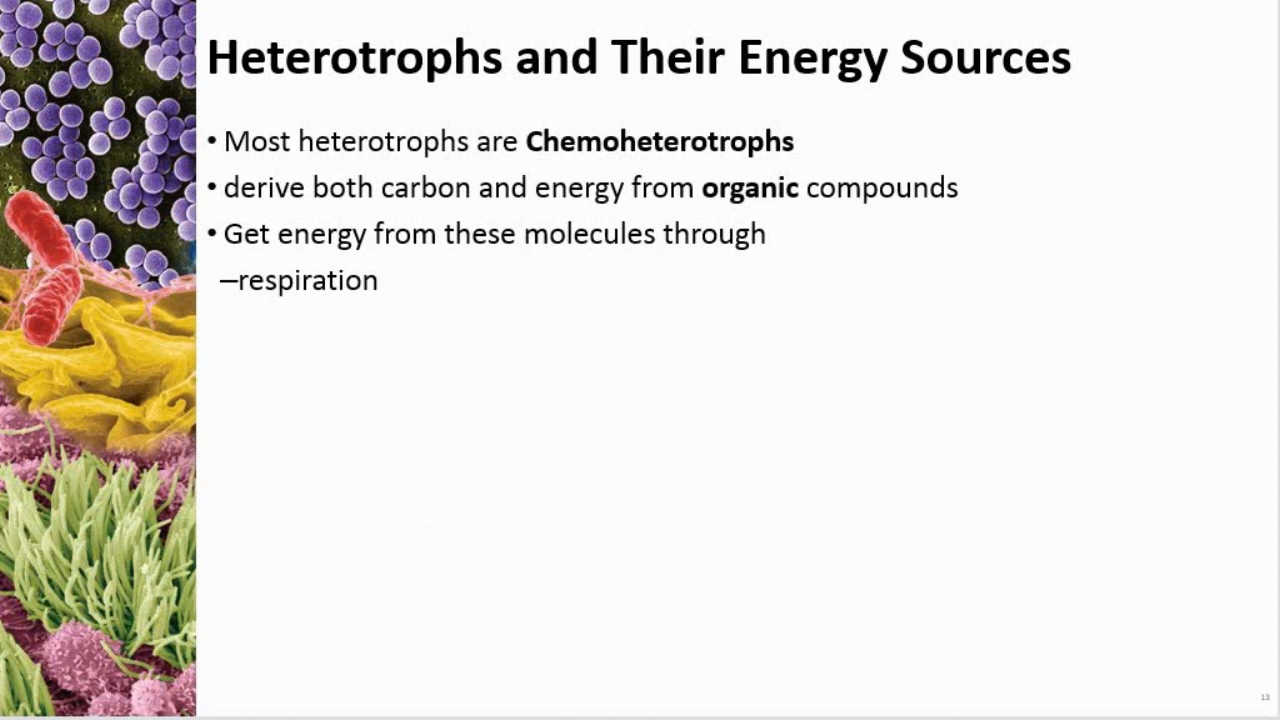 Heterotrophs and Their Energy Sources
• Most heterotrophs are Chemoheterotrophs
• derive both carbon and energy from organic compounds
• Get energy from these molecules through
–respiration
13